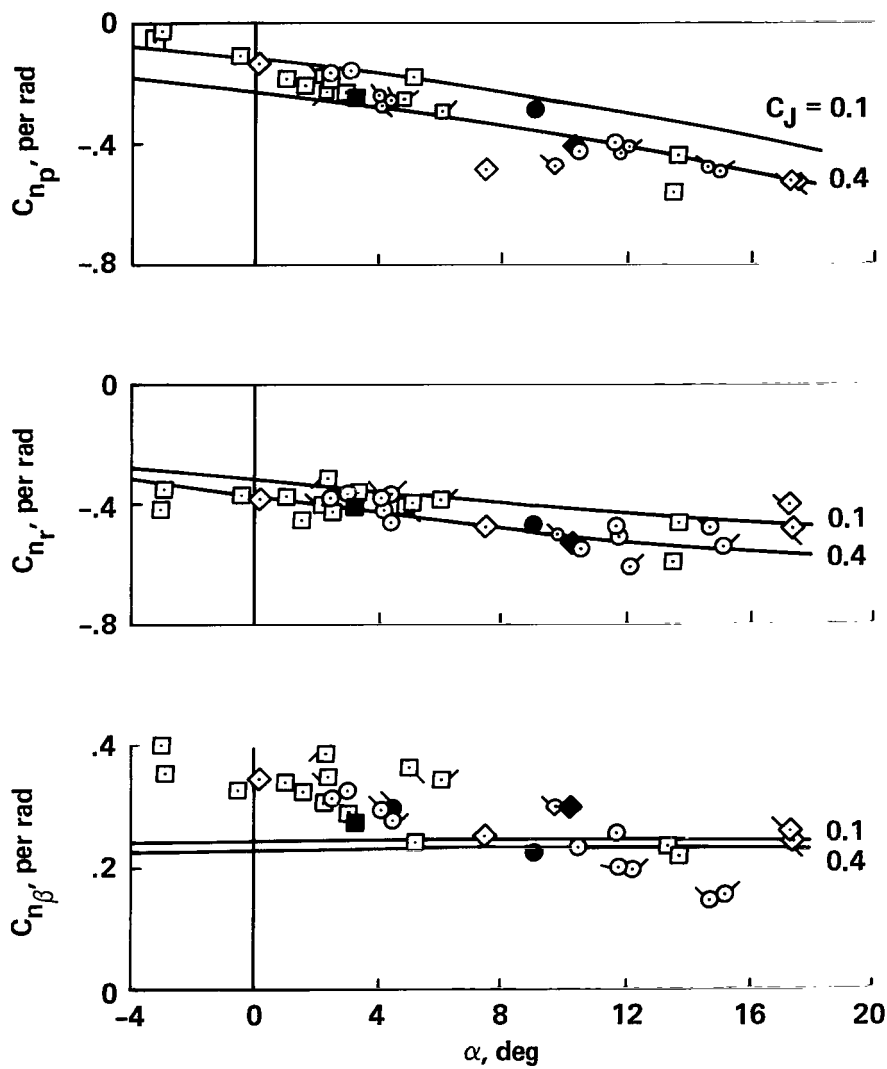 0
-.4
-.8
C_{n_p}, per rad
C_J = 0.1
0.4
0
-.4
-.8
C_{n_r}, per rad
0.1
0.4
.4
.2
0
C_{n_β}, per rad
0.1
0.4
-4 0 4 8 12 16 20
α, deg